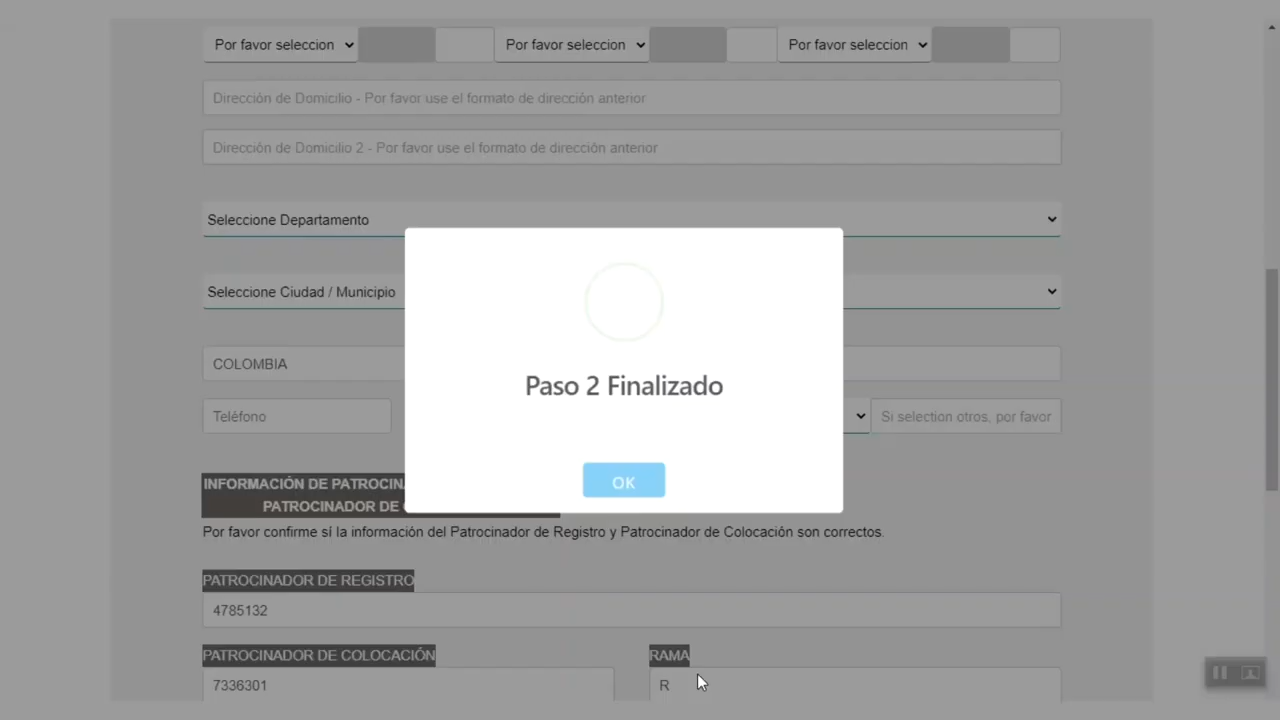 Por favor seleccion Por favor seleccion Por favor seleccion
Dirección de Domicilio - Por favor use el formato de dirección anterior
Dirección de Domicilio 2 - Por favor use el formato de dirección anterior
Seleccione Departamento
Seleccione Ciudad / Municipio
Paso 2 Finalizado
OK
COLOMBIA
Teléfono Si selection otros, por favor
INFORMACIÓN DE
PATROCINADOR DE
Por favor confirme sí la información del Patrocinador de Registro y Patrocinador de Colocación son correctos.
PATROCINADOR DE REGISTRO
4785132
PATROCINADOR DE COLOCACIÓN RAMA
7336301 R